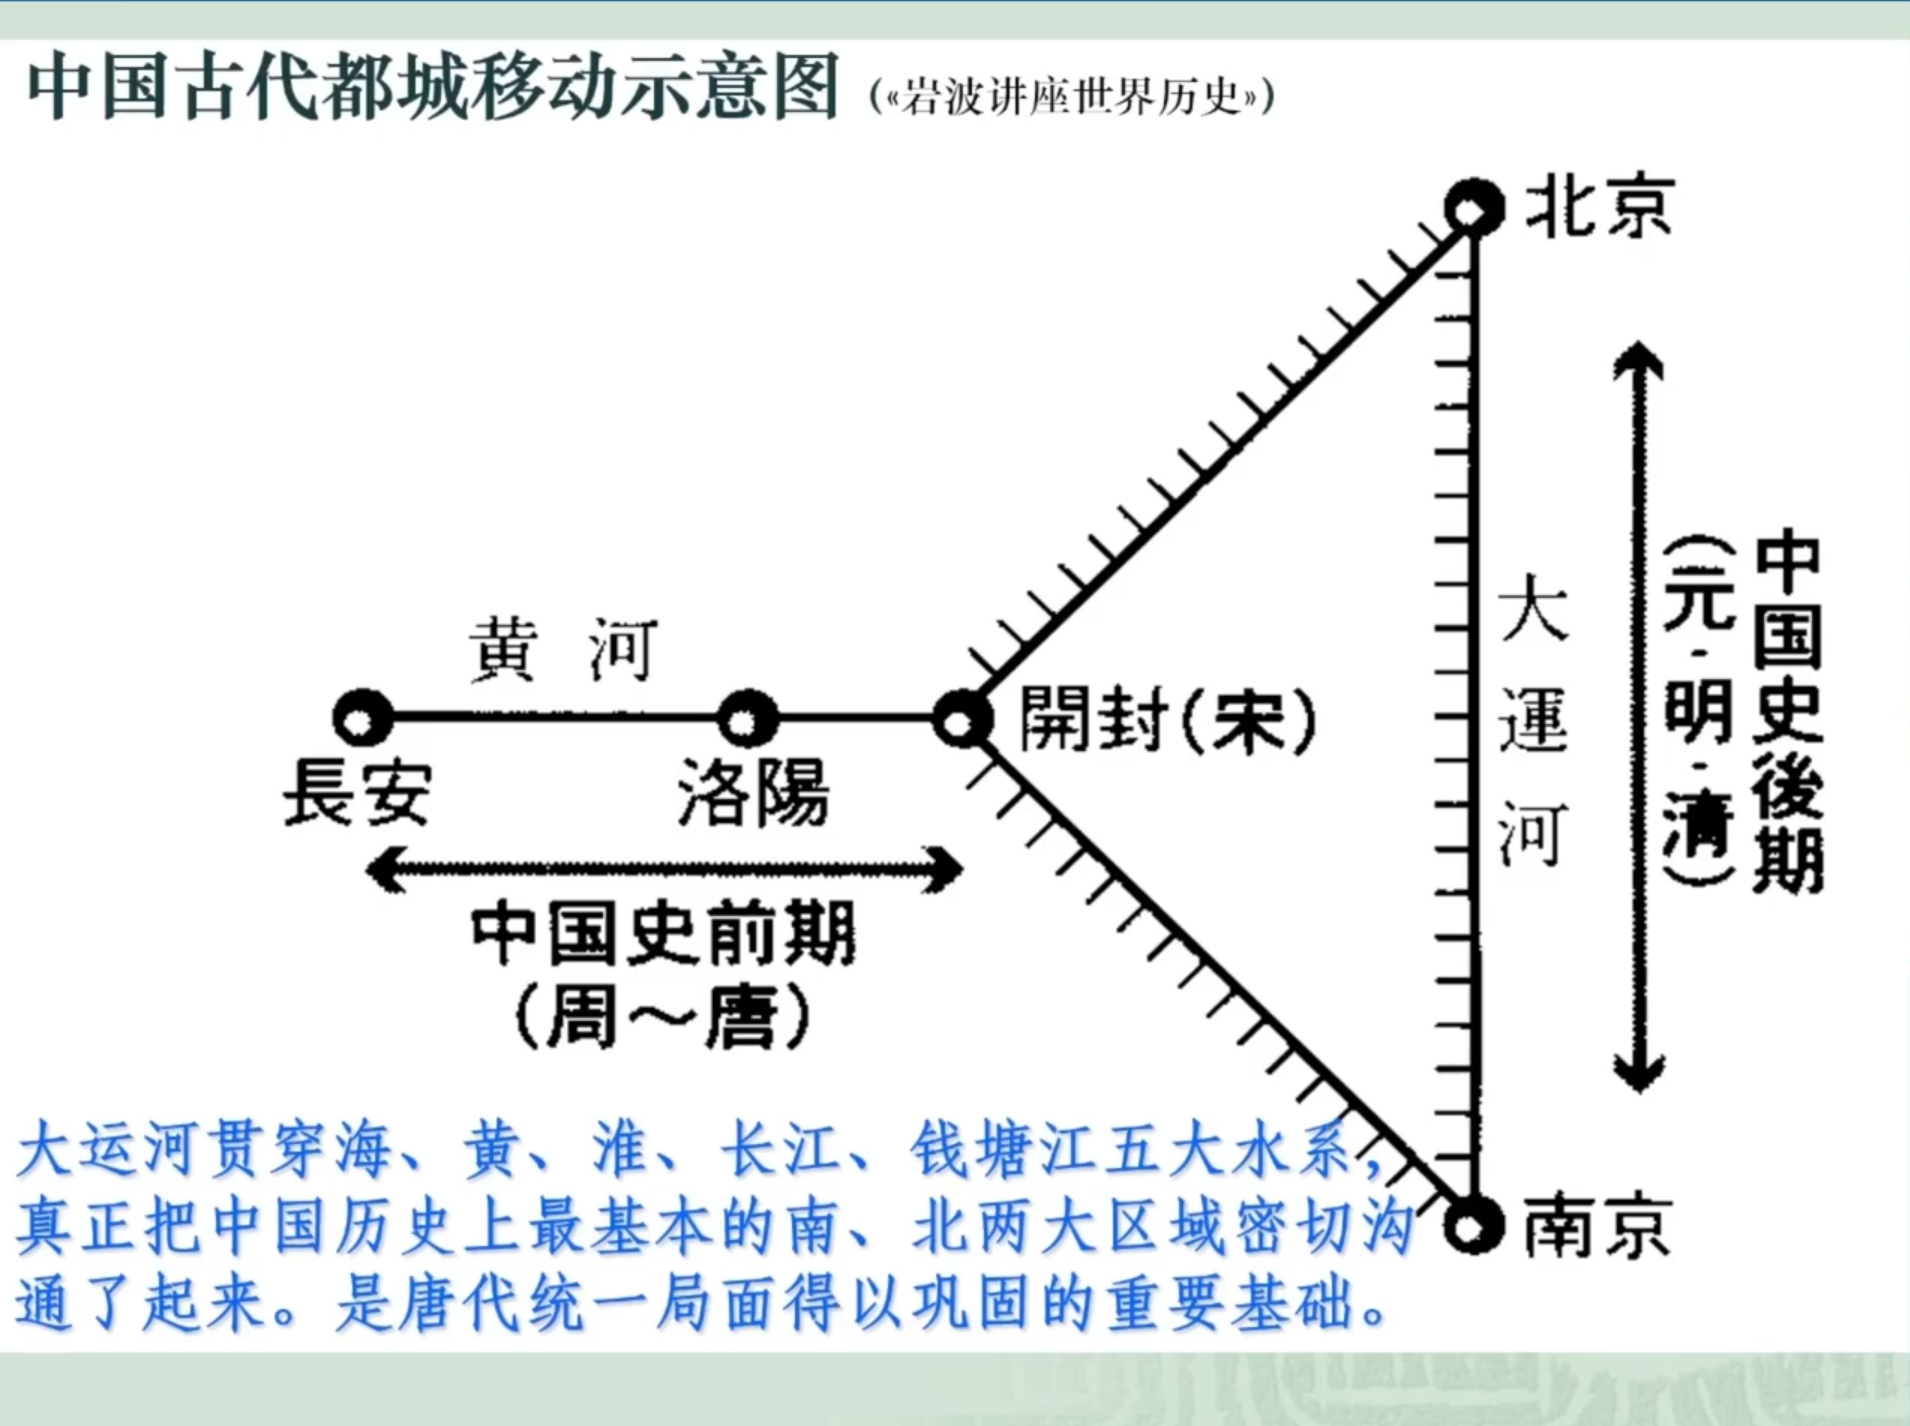 中国古代都城移动示意图（《岩波讲座世界历史》）
北京
黄河
長安
洛陽
開封(宋)
大運河
中国史後期
(元·明·清)
中国史前期
(周～唐)
南京
大运河贯穿海、黄、淮、长江、钱塘江五大水系，
真正把中国历史上最基本的南、北两大区域密切沟
通了起来。是唐代统一局面得以巩固的重要基础。